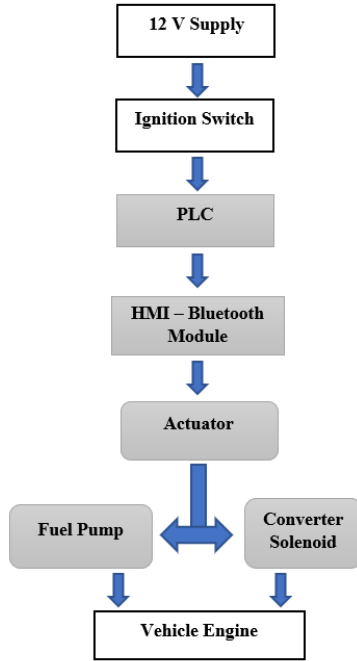 12 V Supply
Ignition Switch
PLC
HMI – Bluetooth
Module
Actuator
Fuel Pump
Converter
Solenoid
Vehicle Engine